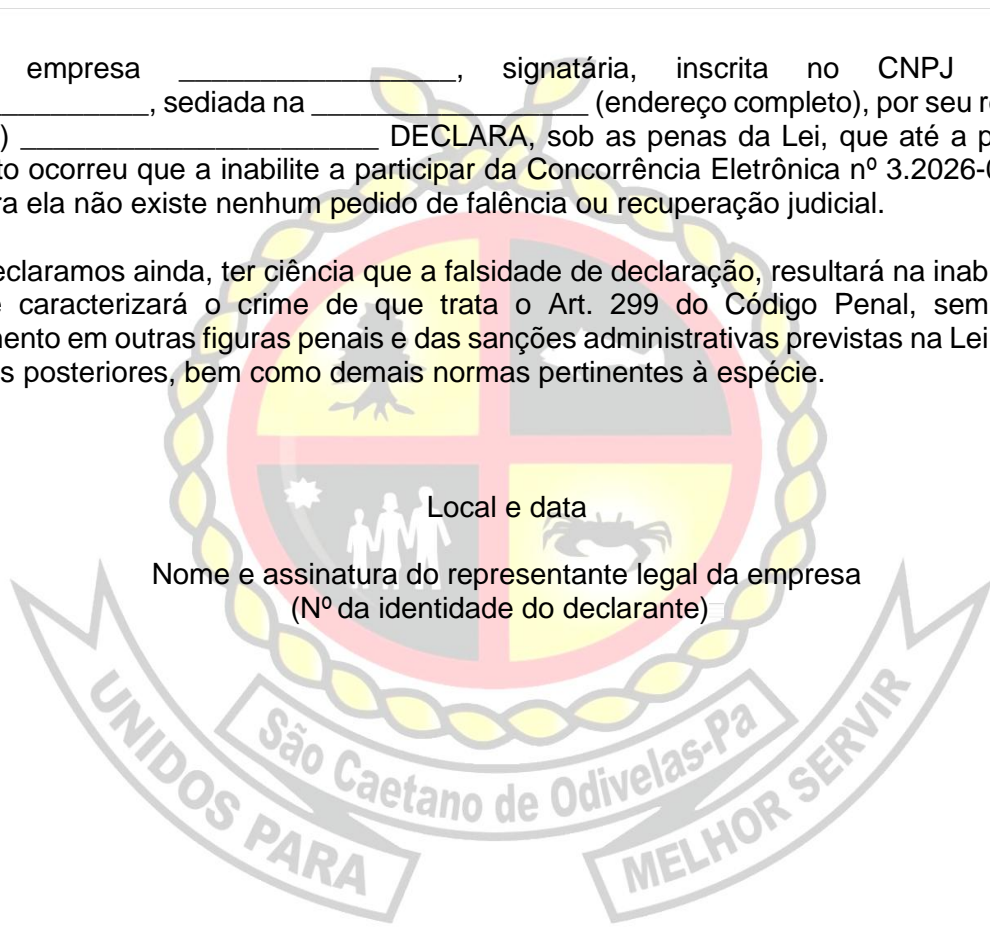 empresa _________________, signatária, inscrita no CNPJ
_________, sediada na _________________ (endereço completo), por seu
) ______________________ DECLARA, sob as penas da Lei, que até a
ocorreu que a inabilite a participar da Concorrência Eletrônica nº 3.2026-
ela não existe nenhum pedido de falência ou recuperação judicial.
eclaramos ainda, ter ciência que a falsidade de declaração, resultará na
caracterizará o crime de que trata o Art. 299 do Código Penal, sem
mento em outras figuras penais e das sanções administrativas previstas na Lei
s posteriores, bem como demais normas pertinentes à espécie.
Local e data
Nome e assinatura do representante legal da empresa
(Nº da identidade do declarante)
São Caetano de Odivelas-Pa
UNIDOS PARA MELHOR SERVIR